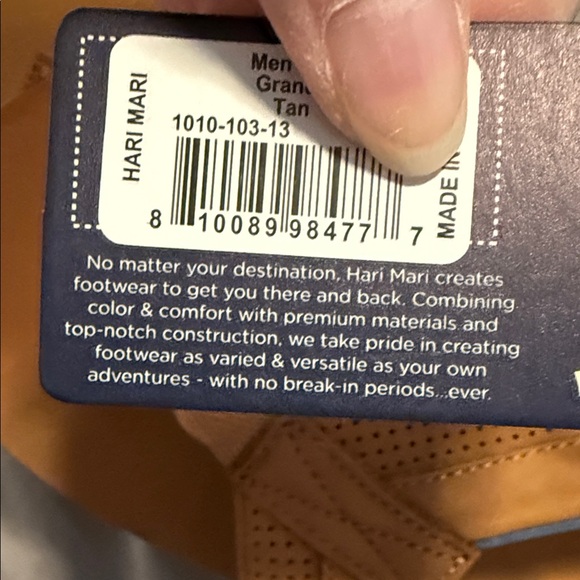 Men
Gran
Tan
1010-103-13
HARI MARI
MADE IN
8 10089 98477 7
No matter your destination, Hari Mari creates
footwear to get you there and back. Combining
color & comfort with premium materials and
top-notch construction, we take pride in creating
footwear as varied & versatile as your own
adventures - with no break-in periods...ever.